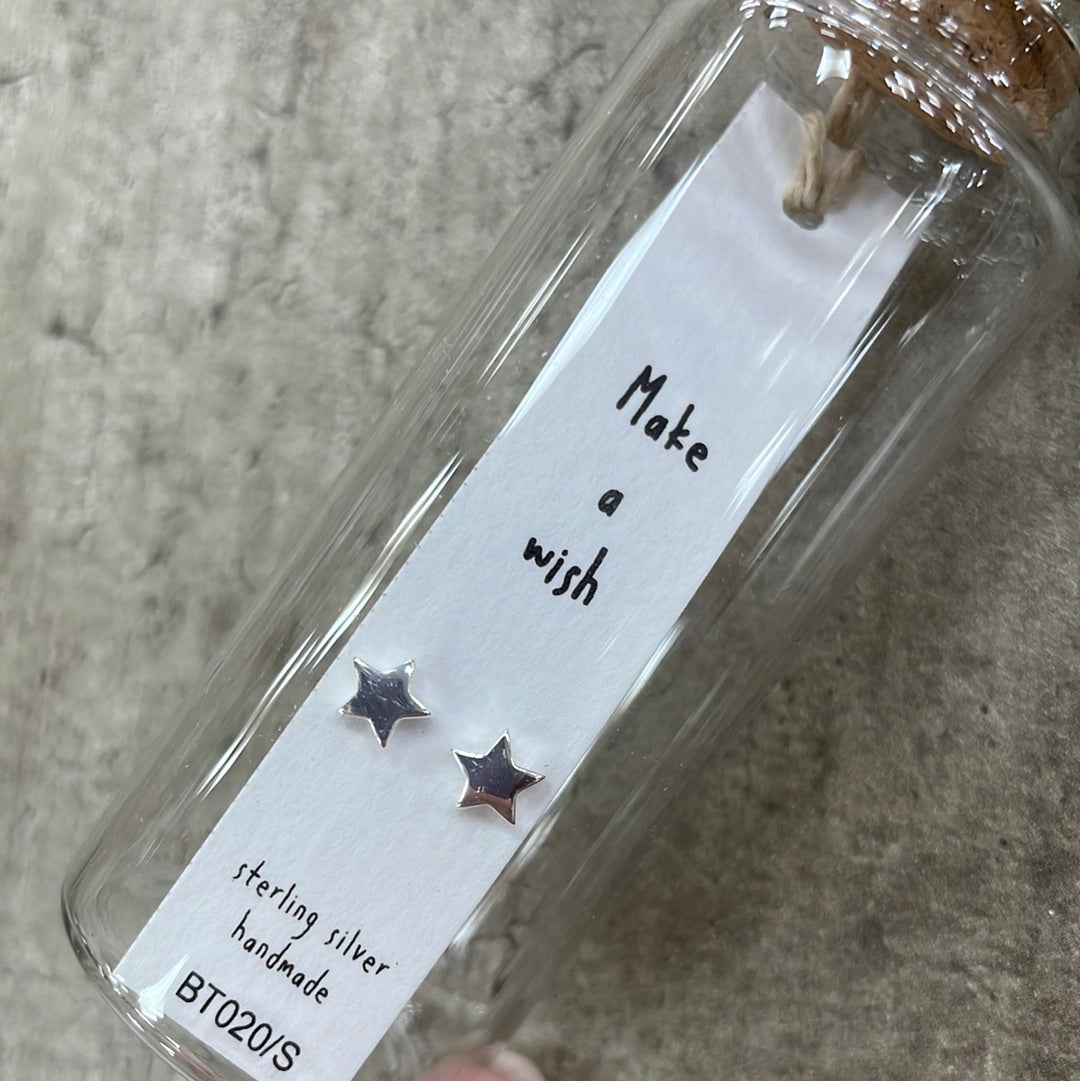 Make
a
wish
sterling silver
handmade
BT020/S